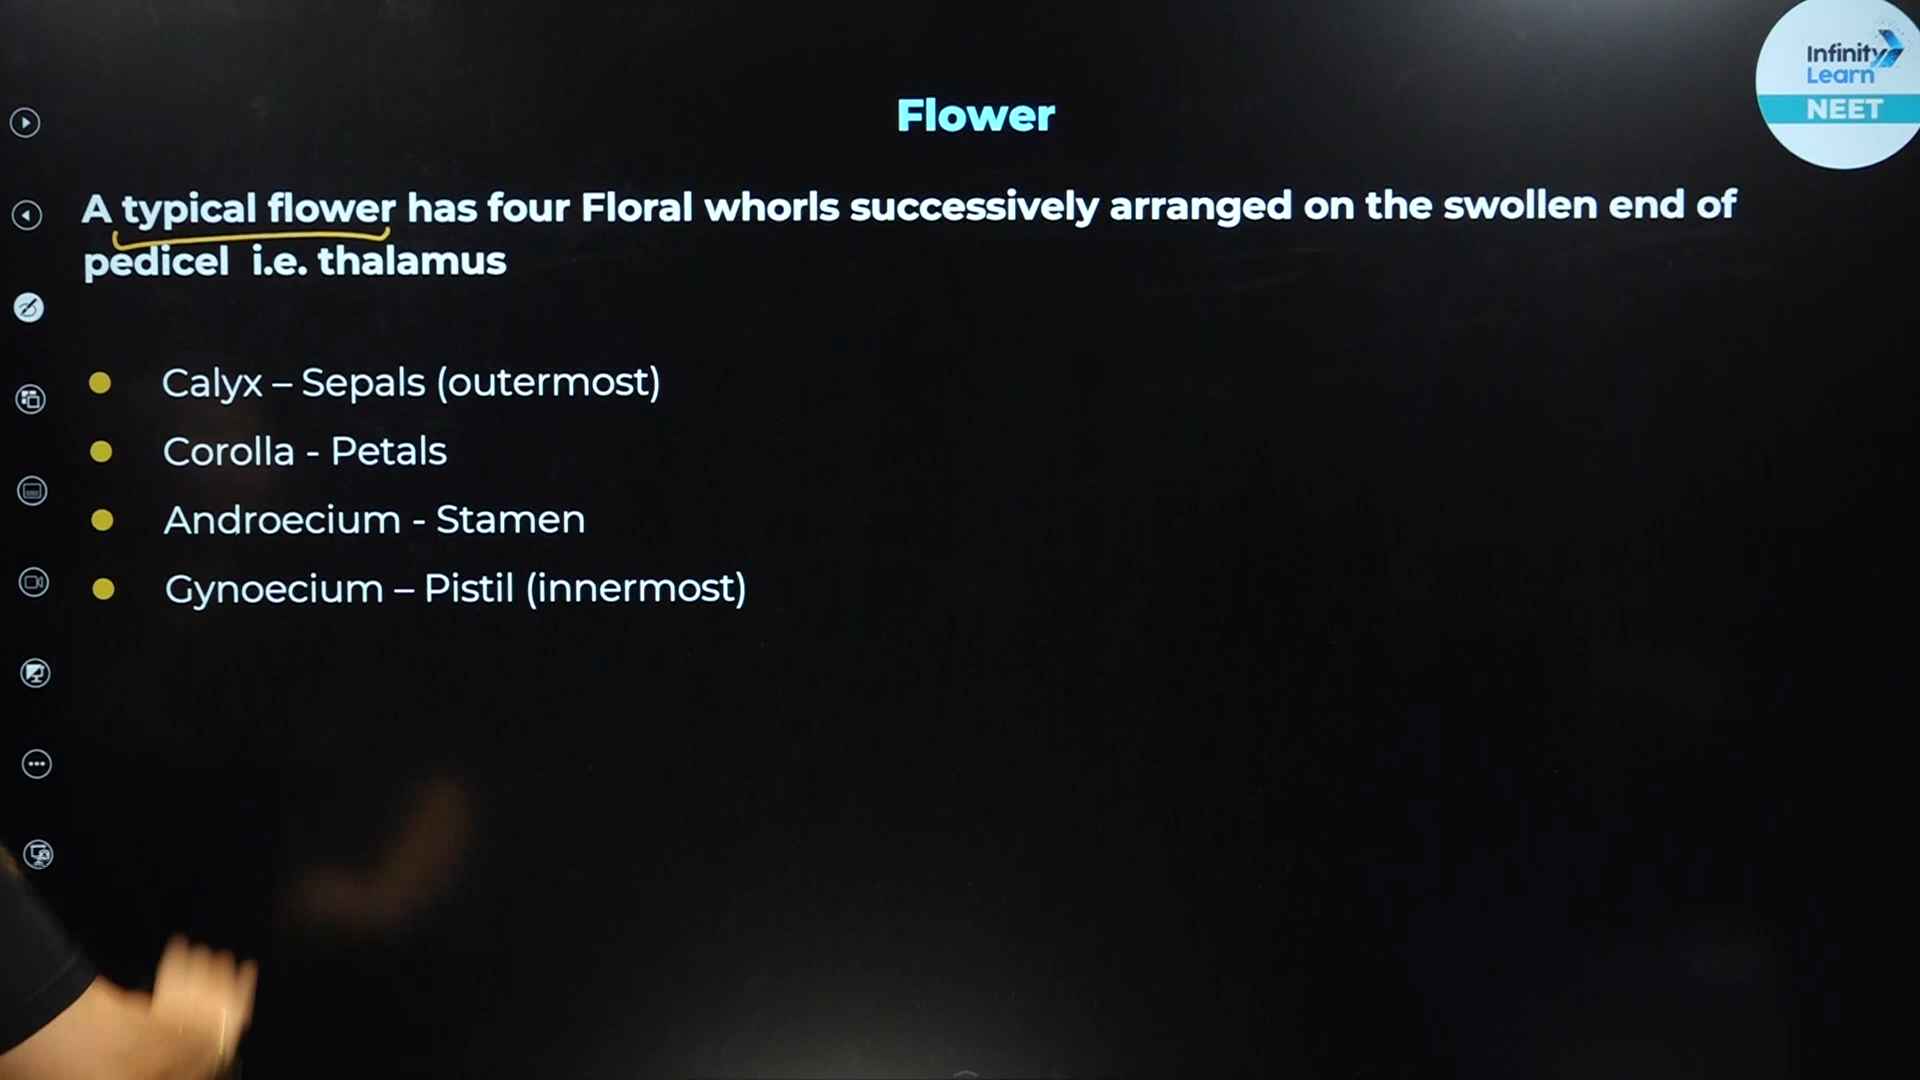 Infinity
Learn
NEET
Flower
A typical flower has four Floral whorls successively arranged on the swollen end of
pedicel i.e. thalamus
Calyx – Sepals (outermost)
Corolla - Petals
Androecium - Stamen
Gynoecium – Pistil (innermost)